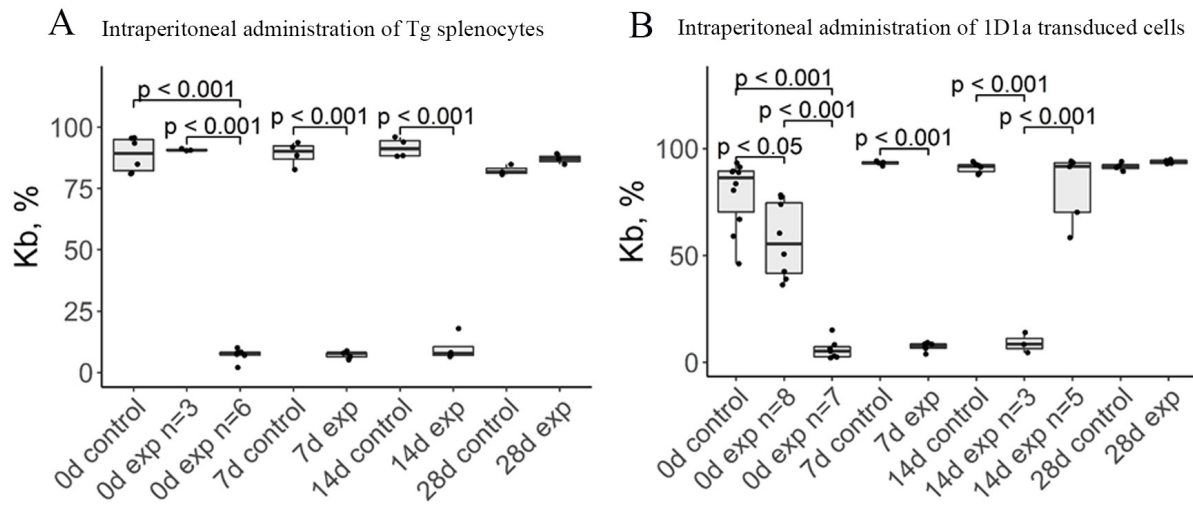 A Intraperitoneal administration of Tg splenocytes
p < 0.001
p < 0.001 p < 0.001 p < 0.001
Kb, %
100
75
50
25
0
0d control
0d exp n=3
0d exp n=6
7d control
7d exp
14d control
14d exp
28d control
28d exp
B Intraperitoneal administration of 1D1a transduced cells
p < 0.001
p < 0.001
p < 0.001
p < 0.001
p < 0.05
p < 0.001
Kb, %
100
50
0
0d control
0d exp n=8
0d exp n=7
7d control
7d exp
14d control
14d exp n=3
14d exp n=5
28d control
28d exp